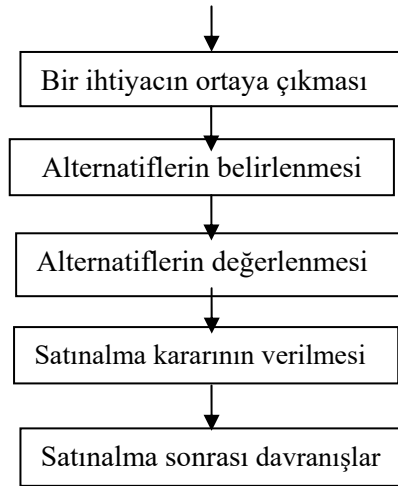 Bir ihtiyacın ortaya çıkması
Alternatiflerin belirlenmesi
Alternatiflerin değerlenmesi
Satınalma kararının verilmesi
Satınalma sonrası davranışlar